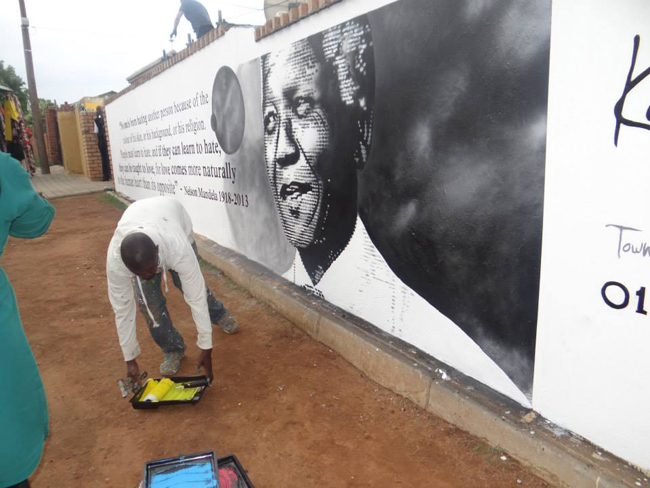 "No one is born hating another person because of the
colour of his skin, or his background, or his religion.
People must learn to hate, and if they can learn to hate,
they can be taught to love, for love comes more naturally
to the human heart than its opposite." - Nelson Mandela 1918-2013
K
Town
01